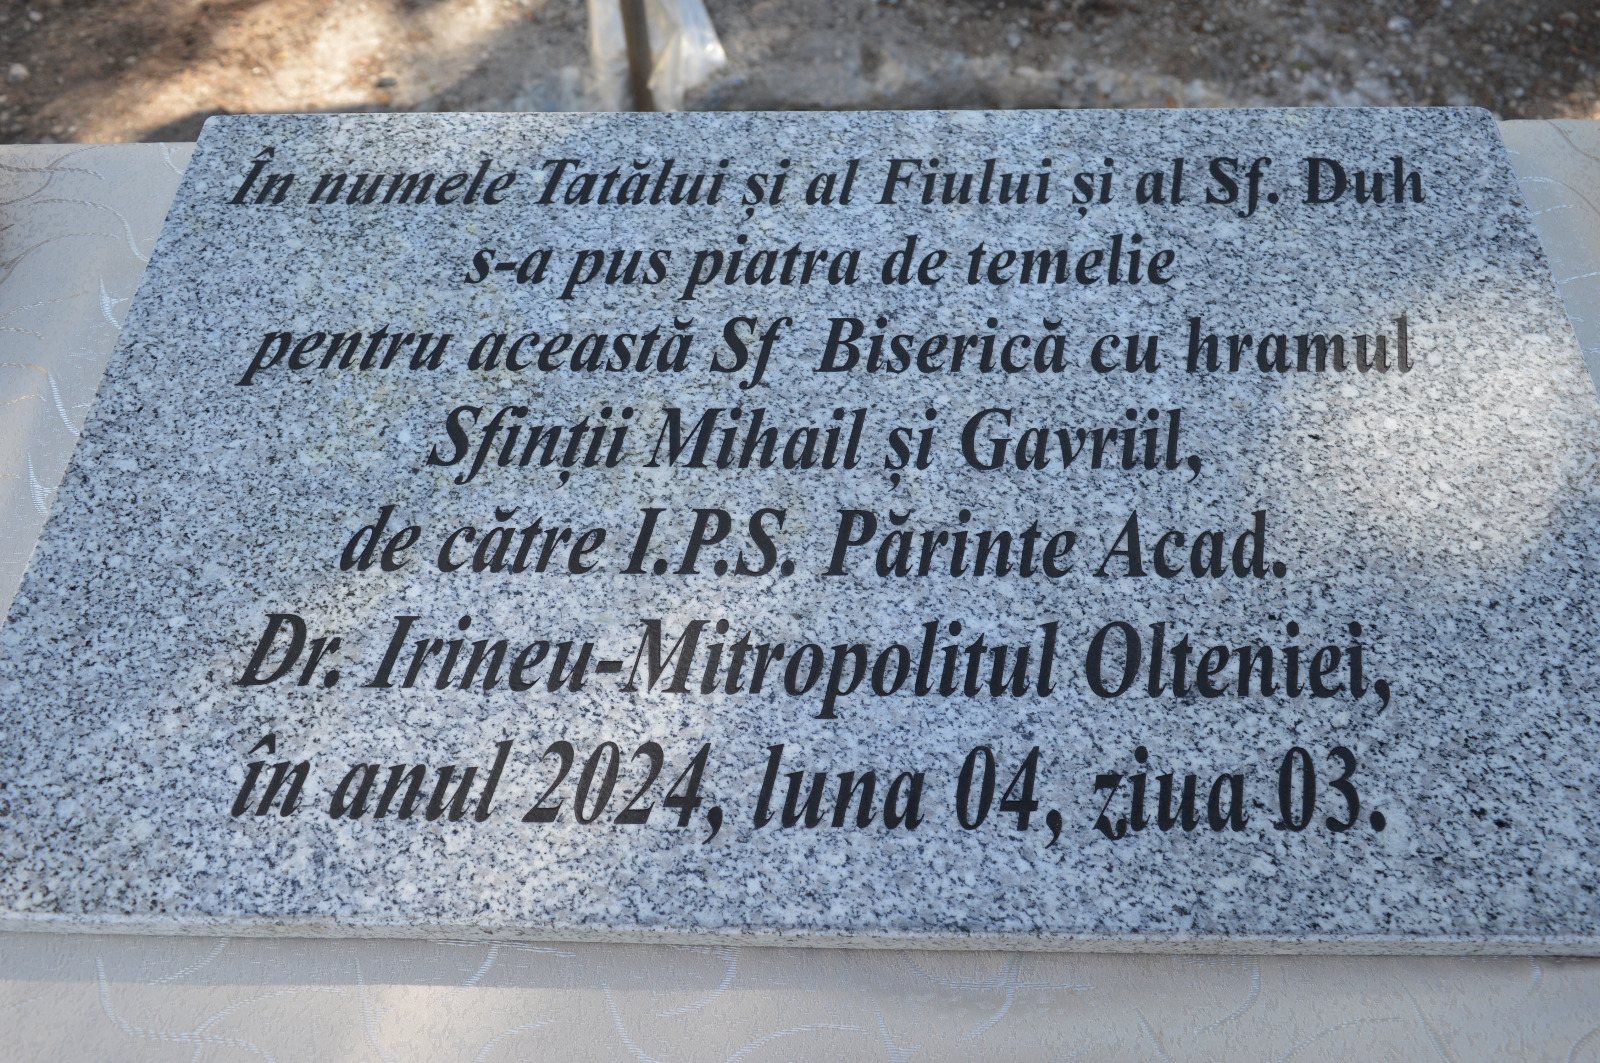 În numele Tatălui și al Fiului și al Sf. Duh
s-a pus piatra de temelie
pentru această Sf Biserică cu hramul
Sfinții Mihail și Gavriil,
de către I.P.S. Părinte Acad.
Dr. Irineu-Mitropolitul Olteniei,
în anul 2024, luna 04, ziua 03.